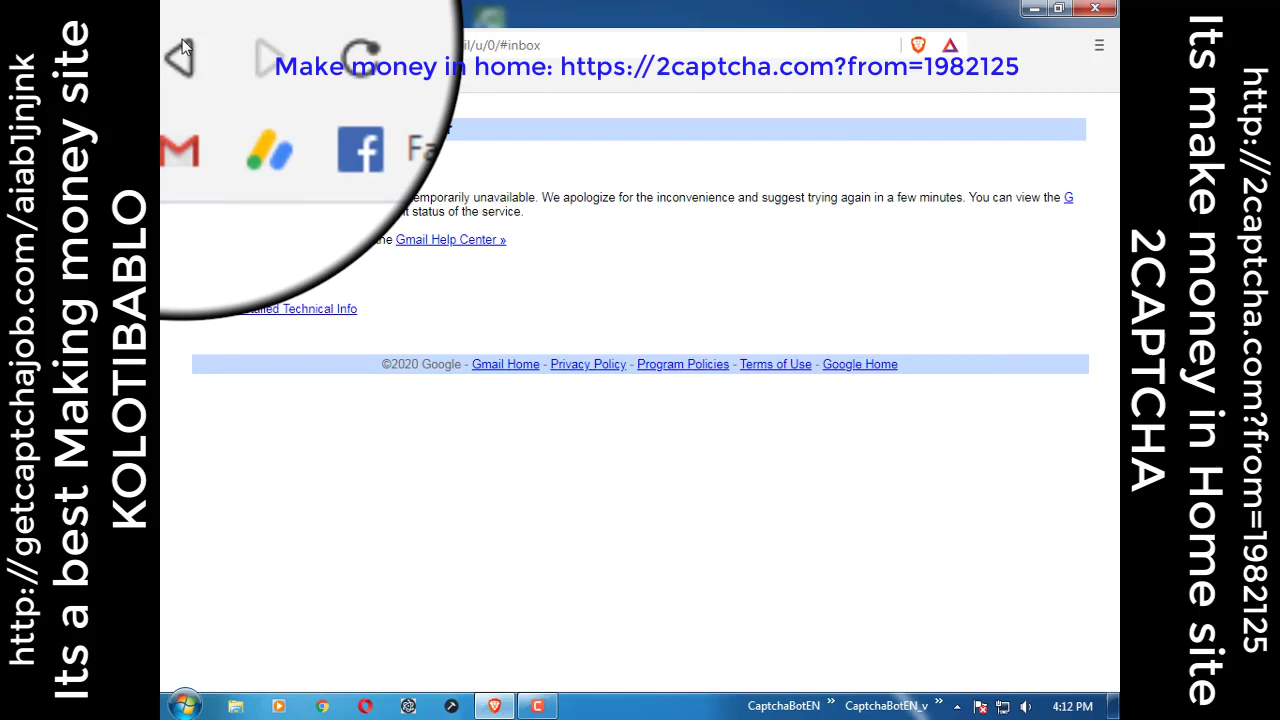 http://getcaptchajob.com/aiabljnjnk
Its a best Making money site
KOLOTIBABLO
il/u/0/#inbox
Make money in home: https://2captcha.com?from=1982125
Fa
emporarily unavailable. We apologize for the inconvenience and suggest trying again in a few minutes. You can view the G
t status of the service.
he Gmail Help Center »
etailed Technical Info
©2020 Google - Gmail Home - Privacy Policy - Program Policies - Terms of Use - Google Home
CaptchaBotEN » CaptchaBotEN_v » 4:12 PM
http://2captcha.com?from=1982125
Its make money in Home site
2CAPTCHA